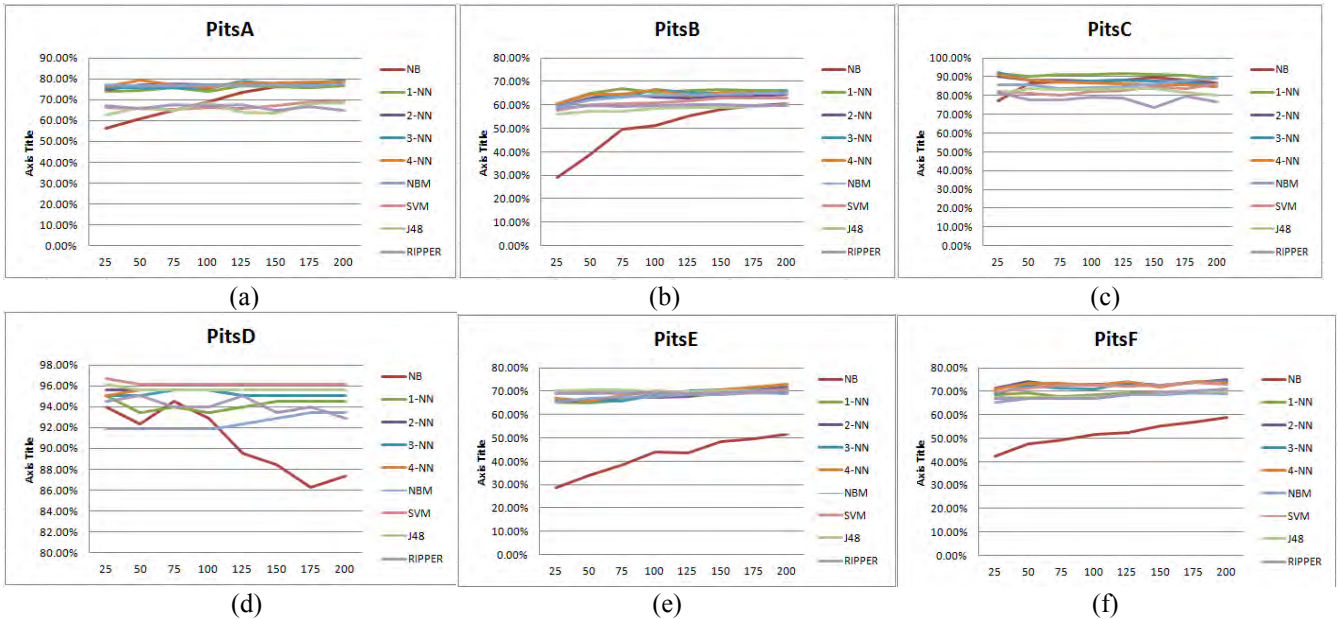 PitsA
Axis Title
90.00%
80.00%
70.00%
60.00%
50.00%
40.00%
30.00%
20.00%
10.00%
0.00%
25 50 75 100 125 150 175 200
NB
1-NN
2-NN
3-NN
4-NN
NBM
SVM
J48
RIPPER
(a)
PitsB
Axis Title
80.00%
70.00%
60.00%
50.00%
40.00%
30.00%
20.00%
10.00%
0.00%
25 50 75 100 125 150 175 200
NB
1-NN
2-NN
3-NN
4-NN
NBM
SVM
J48
RIPPER
(b)
PitsC
Axis Title
100.00%
90.00%
80.00%
70.00%
60.00%
50.00%
40.00%
30.00%
20.00%
10.00%
0.00%
25 50 75 100 125 150 175 200
NB
1-NN
2-NN
3-NN
4-NN
NBM
SVM
J48
RIPPER
(c)
PitsD
Axis Title
98.00%
96.00%
94.00%
92.00%
90.00%
88.00%
86.00%
84.00%
82.00%
80.00%
25 50 75 100 125 150 175 200
NB
1-NN
2-NN
3-NN
4-NN
NBM
SVM
J48
RIPPER
(d)
PitsE
Axis Title
80.00%
70.00%
60.00%
50.00%
40.00%
30.00%
20.00%
10.00%
0.00%
25 50 75 100 125 150 175 200
NB
1-NN
2-NN
3-NN
4-NN
NBM
SVM
J48
RIPPER
(e)
PitsF
Axis Title
80.00%
70.00%
60.00%
50.00%
40.00%
30.00%
20.00%
10.00%
0.00%
25 50 75 100 125 150 175 200
NB
1-NN
2-NN
3-NN
4-NN
NBM
SVM
J48
RIPPER
(f)